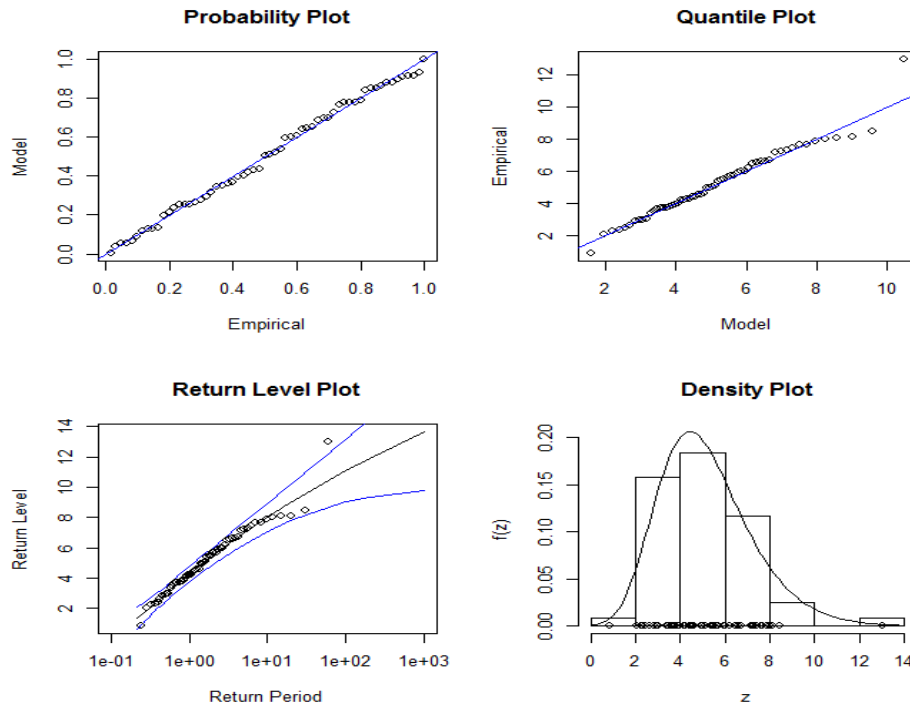 Probability Plot
Model
0.0 0.2 0.4 0.6 0.8 1.0
0.0 0.2 0.4 0.6 0.8 1.0
Empirical
Quantile Plot
Empirical
2 4 6 8 10 12
2 4 6 8 10
Model
Return Level Plot
Return Level
2 4 6 8 10 14
1e-01 1e+00 1e+01 1e+02 1e+03
Return Period
Density Plot
f(z)
0.00 0.05 0.10 0.15 0.20
0 2 4 6 8 10 14
z